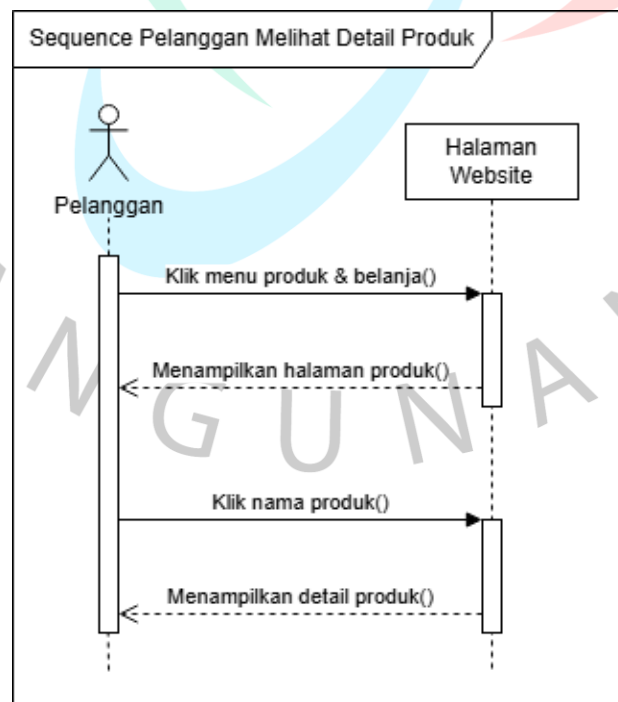 Sequence Pelanggan Melihat Detail Produk
Halaman
Website
Pelanggan
Klik menu produk & belanja()
Menampilkan halaman produk()
NGUNA
Klik nama produk()
Menampilkan detail produk()